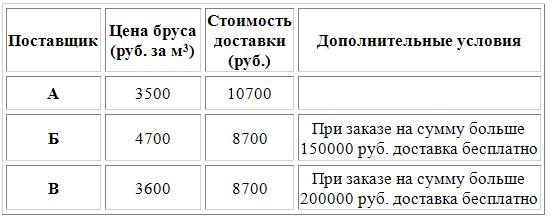 Поставщик
Цена бруса
(руб. за м³)
Стоимость
доставки
(руб.)
Дополнительные условия
А
3500
10700
Б
4700
8700
При заказе на сумму больше
150000 руб. доставка бесплатно
В
3600
8700
При заказе на сумму больше
200000 руб. доставка бесплатно